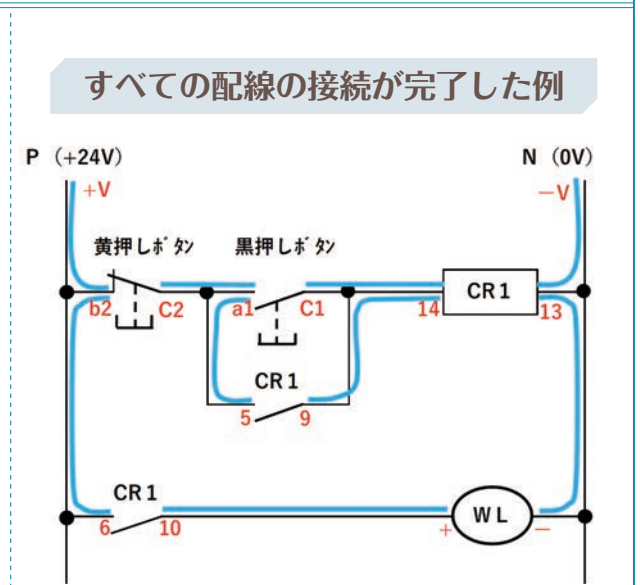 すべての配線の接続が完了した例
P (+24V)
N (0V)
+V
−V
黄押しボタン
黒押しボタン
b2
C2
a1
C1
14
CR1
13
CR1
5
9
CR1
6
10
+
WL
−